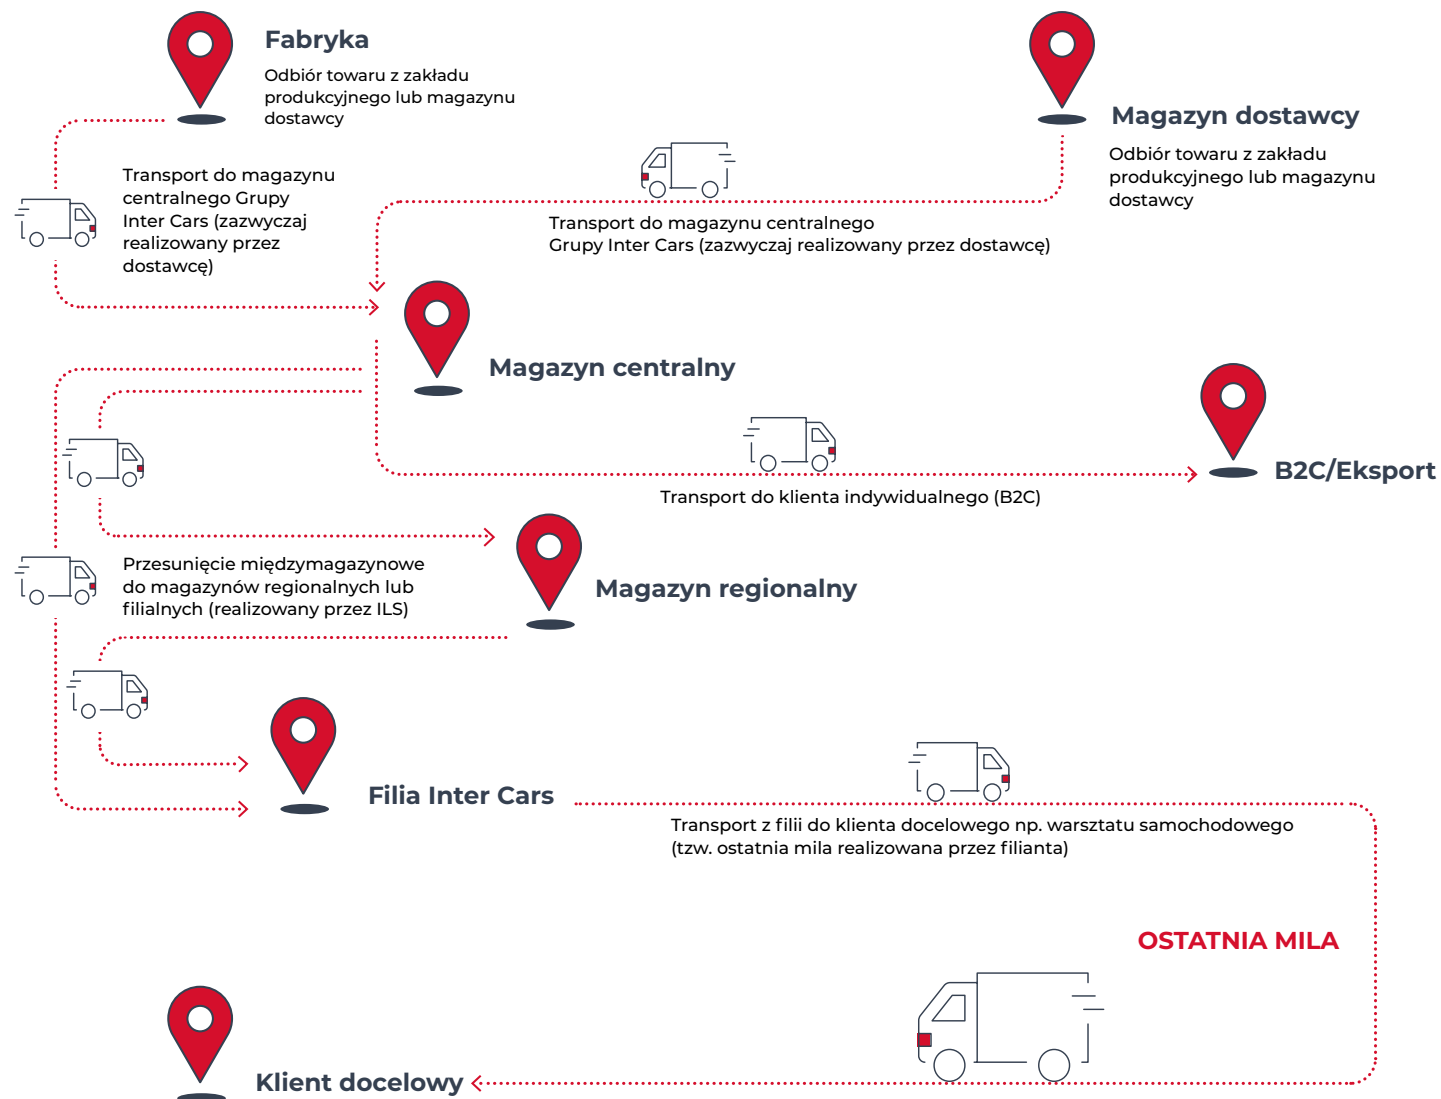 Fabryka
Odbiór towaru z zakładu
produkcyjnego lub magazynu
dostawcy
Magazyn dostawcy
Odbiór towaru z zakładu
produkcyjnego lub magazynu
dostawcy
Transport do magazynu
centralnego Grupy
Inter Cars (zazwyczaj
realizowany przez
dostawcę)
Transport do magazynu centralnego
Grupy Inter Cars (zazwyczaj realizowany przez dostawcę)
Magazyn centralny
B2C/Eksport
Transport do klienta indywidualnego (B2C)
Przesunięcie międzymagazynowe
do magazynów regionalnych lub
filialnych (realizowany przez ILS)
Magazyn regionalny
Filia Inter Cars
Transport z filii do klienta docelowego np. warsztatu samochodowego
(tzw. ostatnia mila realizowana przez filianta)
OSTATNIA MILA
Klient docelowy